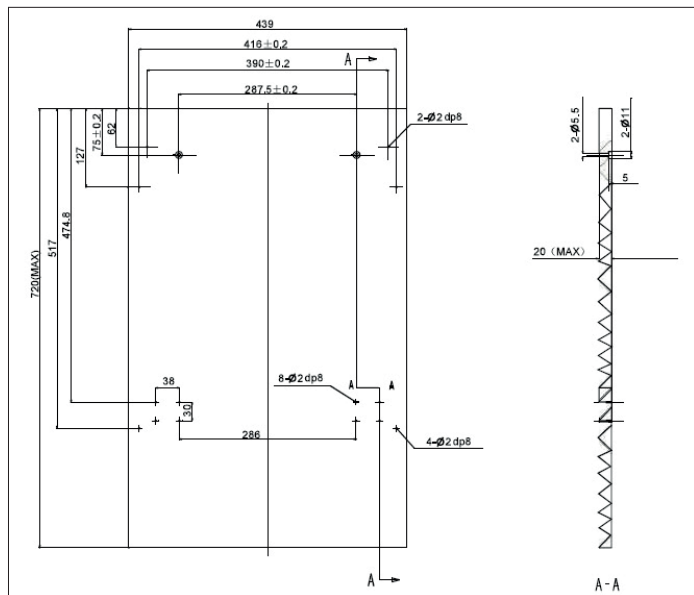 439
416±0.2
A
390±0.2
287.5±0.2
2-Ø2 dp8
62
75±0.2
127
474.8
517
720(MAX)
2-Ø5.5
2-Ø11
5
20 (MAX)
38
8-Ø2 dp8
A
A
30
286
4-Ø2 dp8
A
A-A